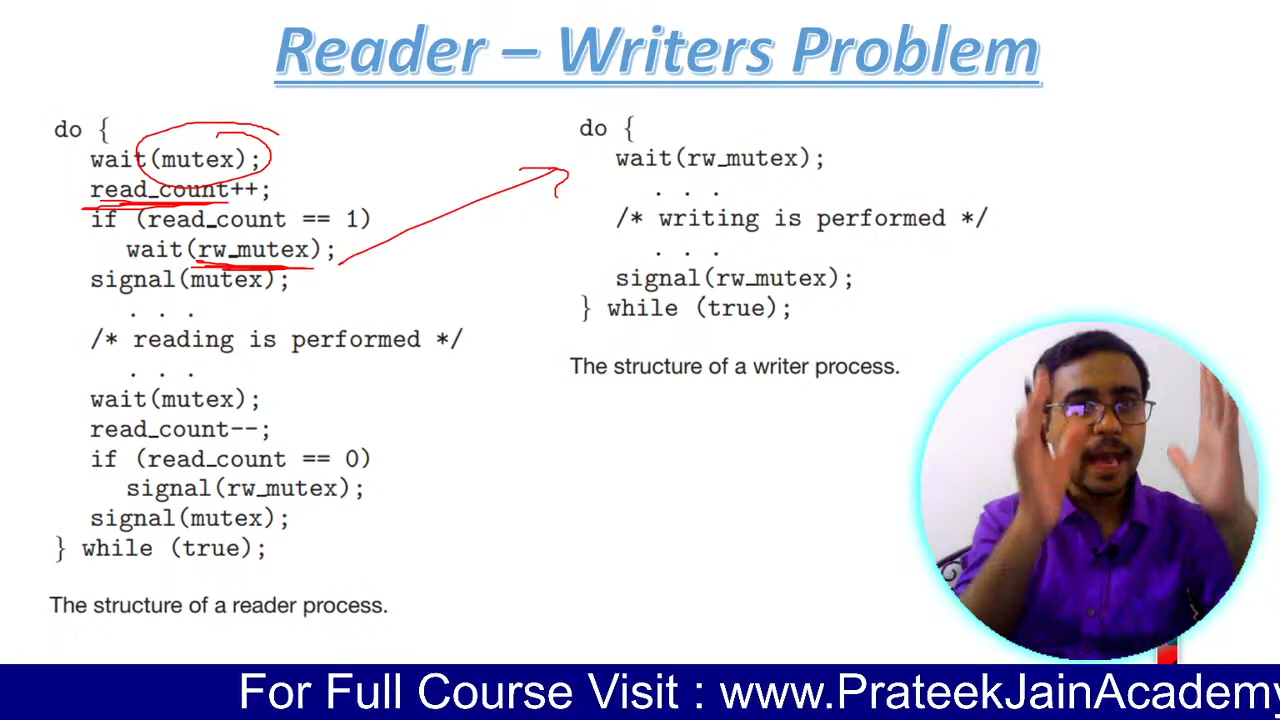 Reader – Writers Problem
do {
wait(mutex);
read_count++;
if (read_count == 1)
wait(rw_mutex);
signal(mutex);
. . .
/* reading is performed */
. . .
wait(mutex);
read_count--;
if (read_count == 0)
signal(rw_mutex);
signal(mutex);
} while (true);
The structure of a reader process.
do {
wait(rw_mutex);
. . .
/* writing is performed */
. . .
signal(rw_mutex);
} while (true);
The structure of a writer process.
For Full Course Visit : www.PrateekJainAcademy